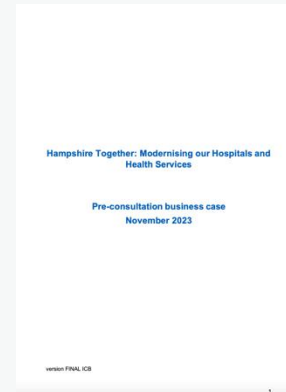 Hampshire Together: Modernising our Hospitals and
Health Services
Pre-consultation business case
November 2023
version FINAL ICB
1